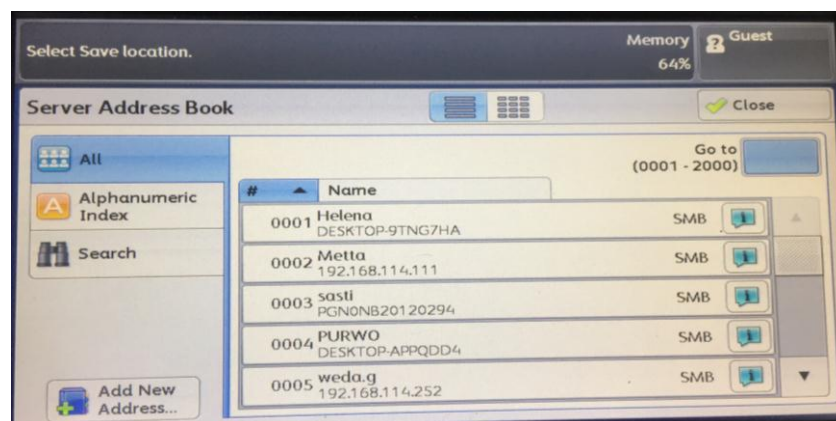 Select Save location.
Memory
64%
Guest
Server Address Book
Close
All
Go to
(0001 - 2000)
Alphanumeric
Index
Search
# Name
0001 Helena SMB
DESKTOP-9TNG7HA
0002 Metta SMB
192.168.114.111
0003 sasti SMB
PGN0NB20120294
0004 PURWO SMB
DESKTOP-APPQDD4
0005 weda.g SMB
192.168.114.252
Add New
Address...